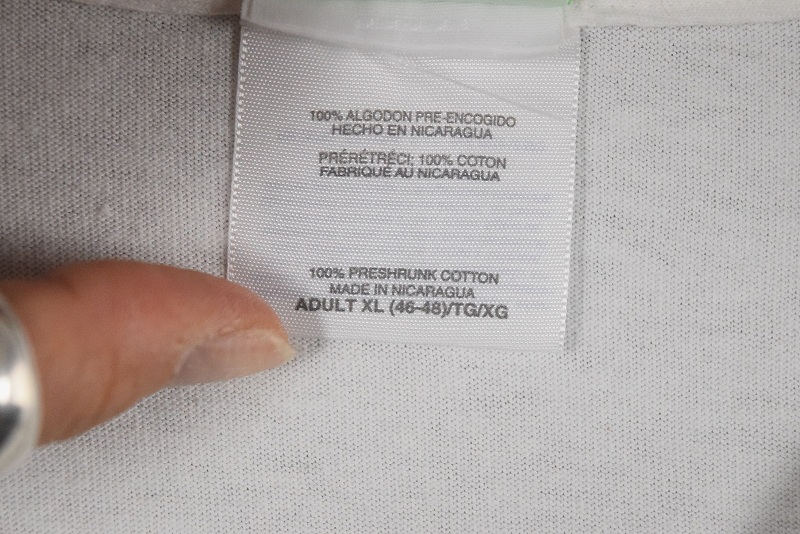 100% ALGODON PRE-ENCOGIDO
HECHO EN NICARAGUA
PRÉRÉTRÉCI; 100% COTON
FABRIQUÉ AU NICARAGUA
100% PRESHRUNK COTTON
MADE IN NICARAGUA
ADULT XL (46-48)/TG/XG